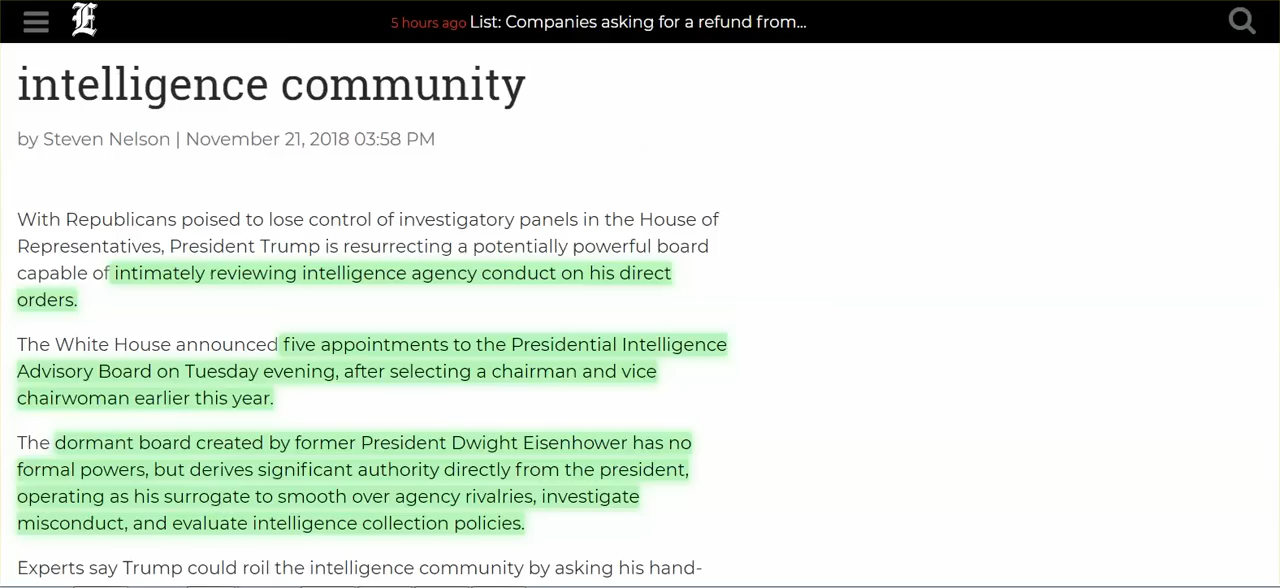 E
5 hours ago List: Companies asking for a refund from...
intelligence community
by Steven Nelson | November 21, 2018 03:58 PM
With Republicans poised to lose control of investigatory panels in the House of
Representatives, President Trump is resurrecting a potentially powerful board
capable of intimately reviewing intelligence agency conduct on his direct
orders.
The White House announced five appointments to the Presidential Intelligence
Advisory Board on Tuesday evening, after selecting a chairman and vice
chairwoman earlier this year.
The dormant board created by former President Dwight Eisenhower has no
formal powers, but derives significant authority directly from the president,
operating as his surrogate to smooth over agency rivalries, investigate
misconduct, and evaluate intelligence collection policies.
Experts say Trump could roil the intelligence community by asking his hand-